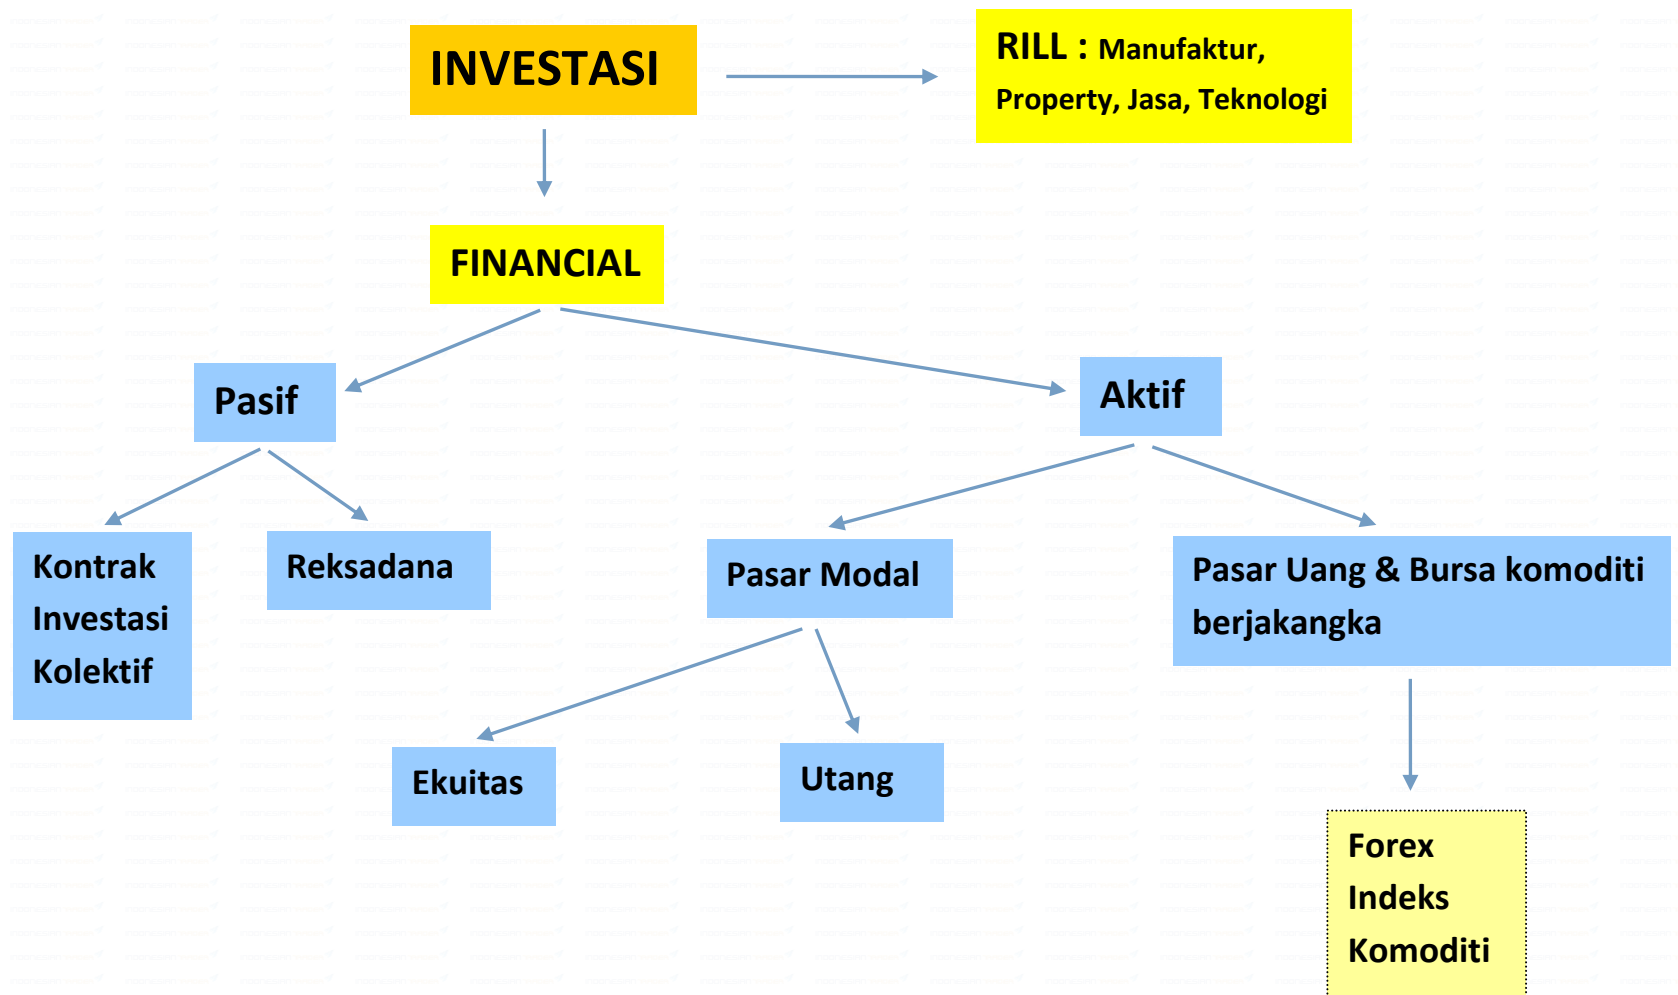 INVESTASI
RILL : Manufaktur,
Property, Jasa, Teknologi
FINANCIAL
Pasif
Aktif
Kontrak
Investasi
Kolektif
Reksadana
Pasar Modal
Pasar Uang & Bursa komoditi
berjakangka
Ekuitas
Utang
Forex
Indeks
Komoditi